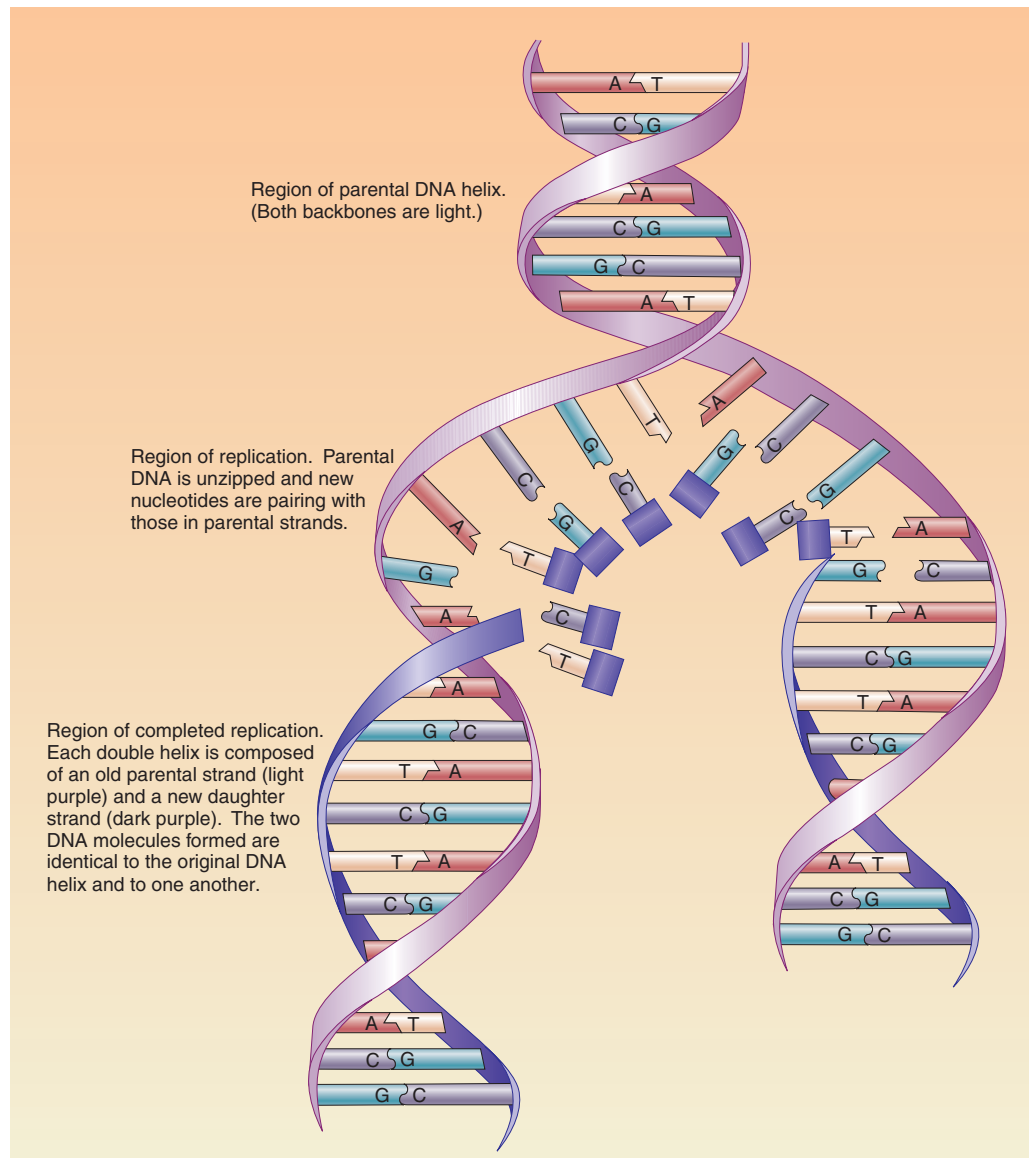 A T
C G
Region of parental DNA helix.
(Both backbones are light.)
A
C G
G C
A T
Region of replication. Parental
DNA is unzipped and new
nucleotides are pairing with
those in parental strands.
T A
G G C
C C G
A G C
T T A
G G C
A C T A
T C G
A T A
G C C G
Region of completed replication.
Each double helix is composed
of an old parental strand (light
purple) and a new daughter
strand (dark purple). The two
DNA molecules formed are
identical to the original DNA
helix and to one another.
T A
C G
T A
C G
A T
C G
G C
A T
C G
G C